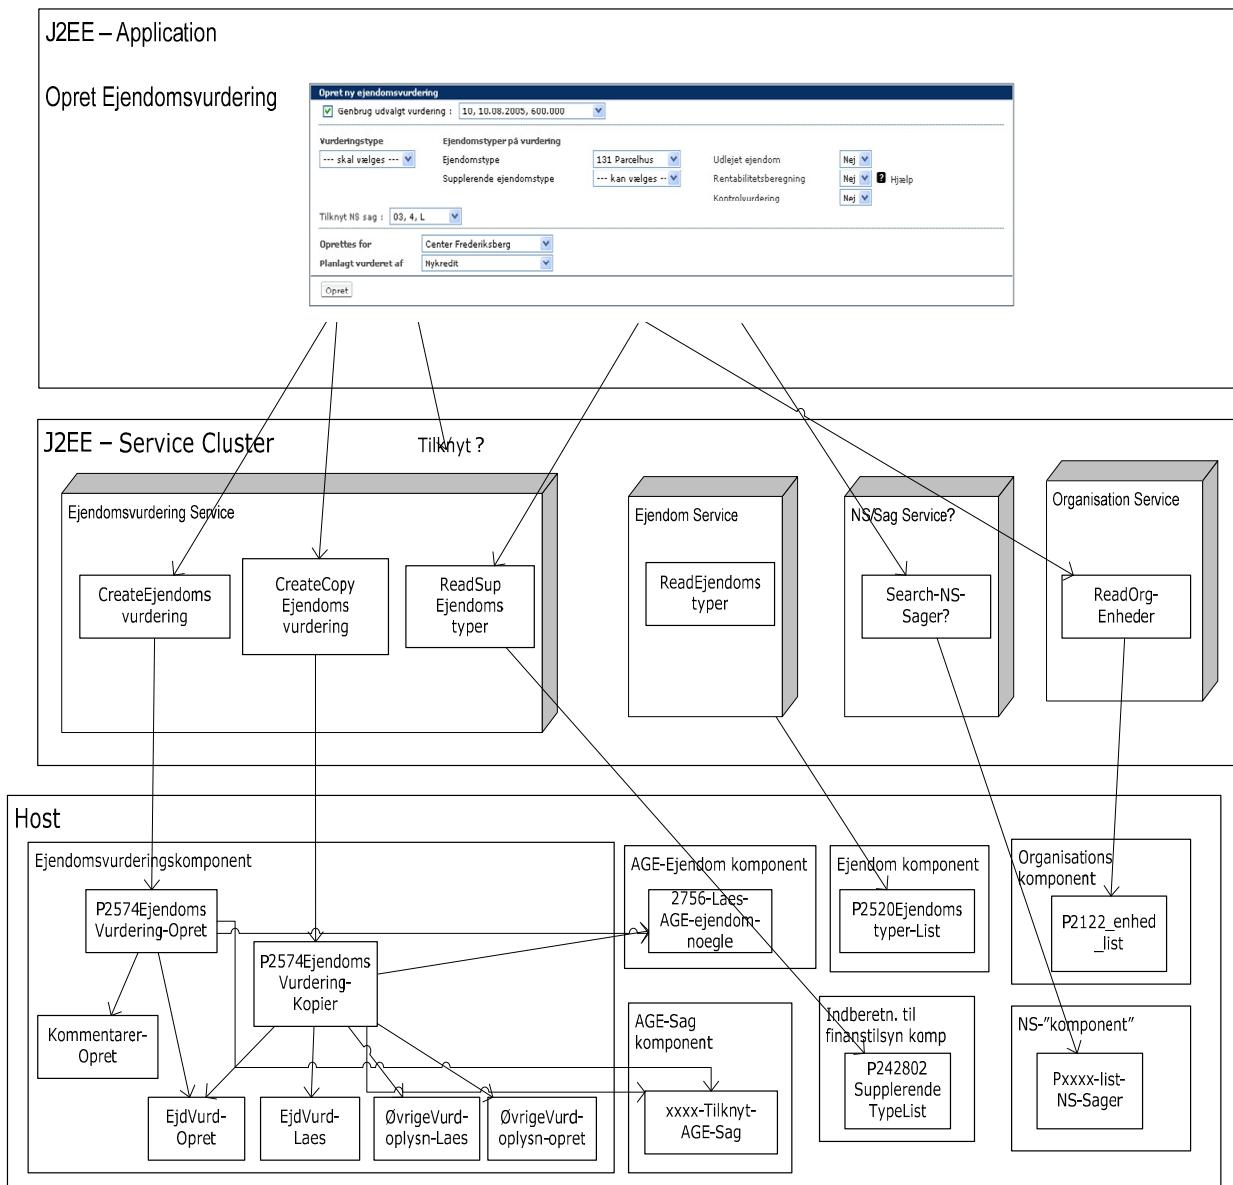 J2EE – Application
Opret Ejendomsvurdering
Opret ny ejendomsvurdering
Genbrug udvalgt vurdering : 10, 10.08.2005, 600.000
Vurderingstype Ejendomstyper på vurdering
--- skal vælges --- Ejendomstype 131 Parcelhus Udlejet ejendom Nej
Supplerende ejendomstype --- kan vælges -- Rentabilitetsberegning Nej ? Hjælp
Kontrolvurdering Nej
Tilknyt NS sag : 03, 4, L
Oprettes for Center Frederiksberg
Planlagt vurderet af Nykredit
Opret
J2EE – Service Cluster
Tilknyt ?
Ejendomsvurdering Service
CreateEjendoms
vurdering
CreateCopy
Ejendoms
vurdering
ReadSup
Ejendoms
typer
Ejendom Service
ReadEjendoms
typer
NS/Sag Service?
Search-NS-
Sager?
Organisation Service
ReadOrg-
Enheder
Host
Ejendomsvurderingskomponent
P2574Ejendoms
Vurdering-Opret
P2574Ejendoms
Vurdering-
Kopier
Kommentarer-
Opret
EjdVurd-
Opret
EjdVurd-
Laes
ØvrigeVurd-
oplysn-Laes
ØvrigeVurd-
oplysn-opret
AGE-Ejendom komponent
2756-Laes-
AGE-ejendom-
noegle
AGE-Sag
komponent
xxxx-Tilknyt-
AGE-Sag
Ejendom komponent
P2520Ejendoms
typer-List
Indberetn. til
finanstilsyn komp
P242802
Supplerende
TypeList
Organisations
komponent
P2122_enhed
_list
NS-”komponent”
Pxxxx-list-
NS-Sager